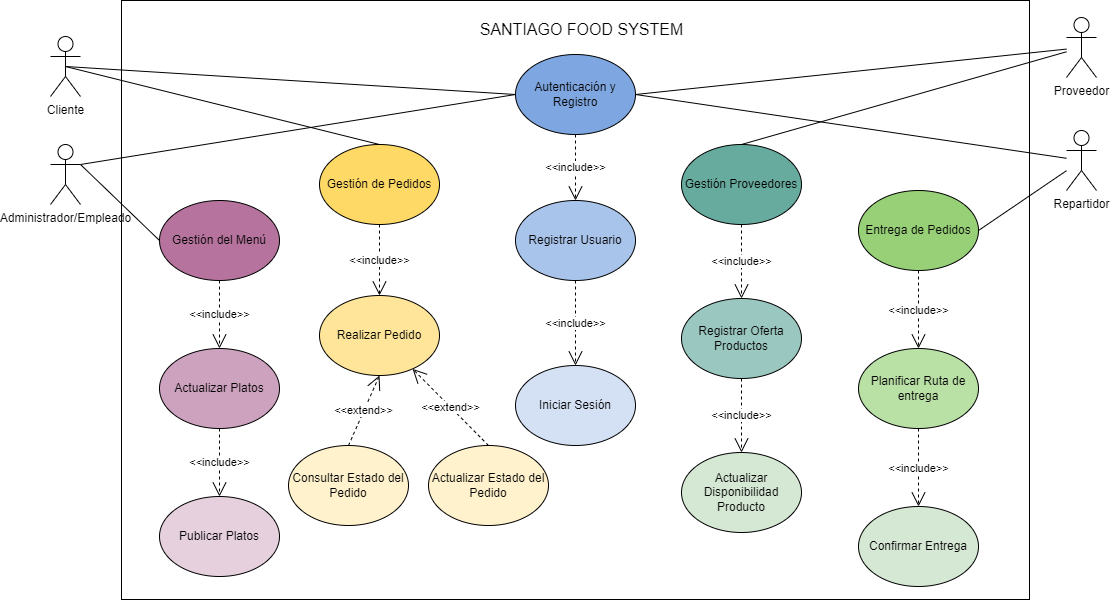 SANTIAGO FOOD SYSTEM
Cliente
Administrador/Empleado
Proveedor
Repartidor
Autenticación y
Registro
<<include>>
Registrar Usuario
<<include>>
Iniciar Sesión
Gestión de Pedidos
<<include>>
Realizar Pedido
<<extend>>
<<extend>>
Consultar Estado del
Pedido
Actualizar Estado del
Pedido
Gestión del Menú
<<include>>
Actualizar Platos
<<include>>
Publicar Platos
Gestión Proveedores
<<include>>
Registrar Oferta
Productos
<<include>>
Actualizar
Disponibilidad
Producto
Entrega de Pedidos
<<include>>
Planificar Ruta de
entrega
<<include>>
Confirmar Entrega